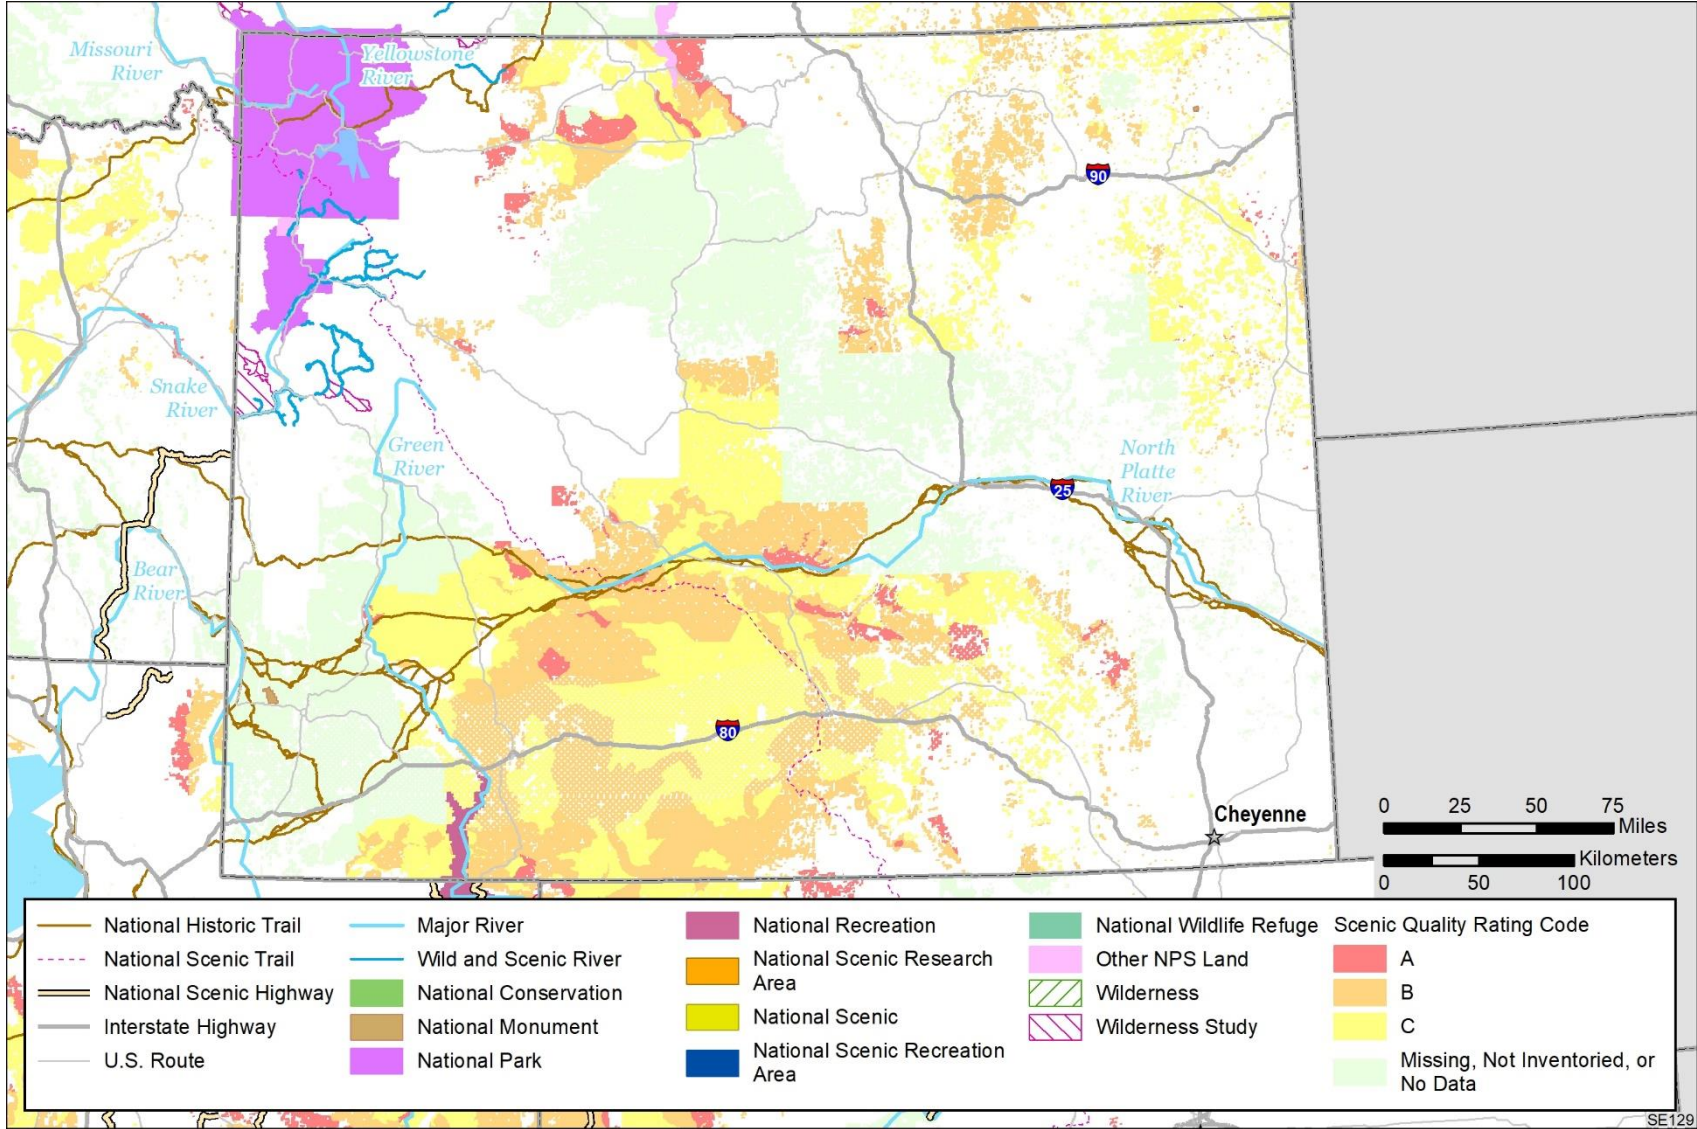 Missouri
River
Yellowstone
River
90
Snake
River
Green
River
North
Platte
River
25
Bear
River
80
Cheyenne
0 25 50 75
Miles
Kilometers
0 50 100
National Historic Trail
National Scenic Trail
National Scenic Highway
Interstate Highway
U.S. Route
Major River
Wild and Scenic River
National Conservation
National Monument
National Park
National Recreation
National Scenic Research
Area
National Scenic
National Scenic Recreation
Area
National Wildlife Refuge
Other NPS Land
Wilderness
Wilderness Study
Scenic Quality Rating Code
A
B
C
Missing, Not Inventoried, or
No Data
SE129